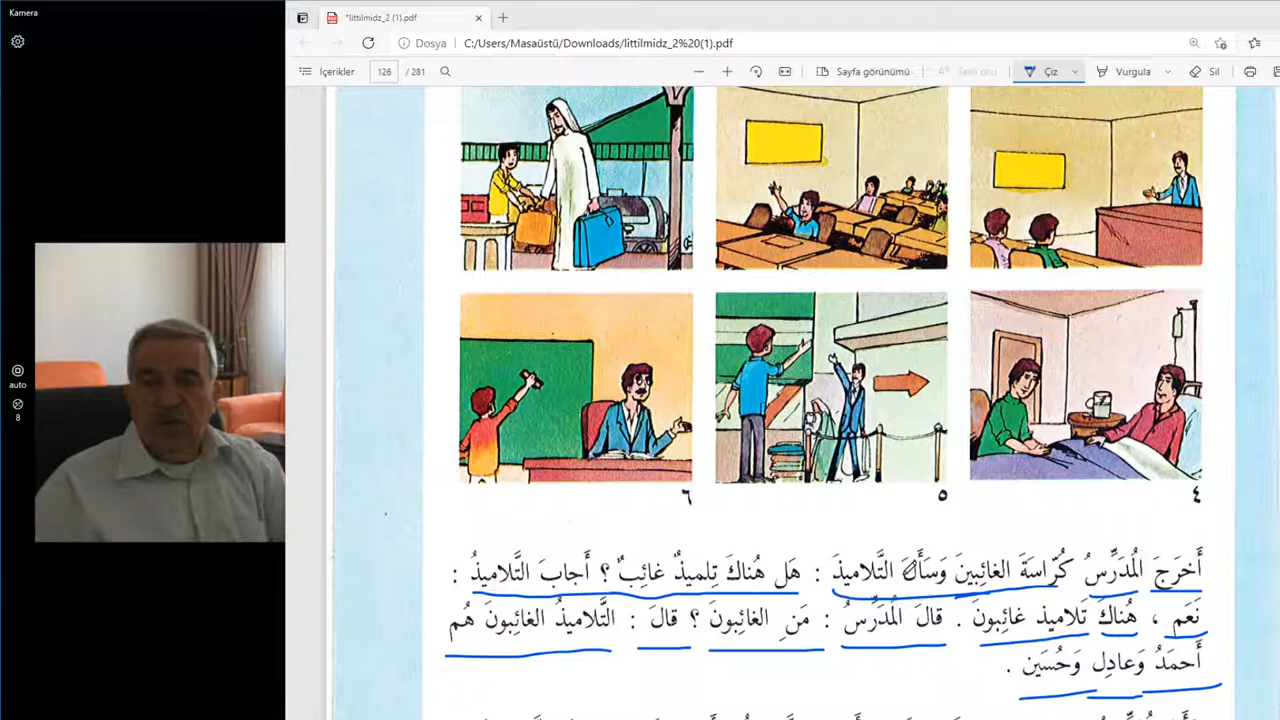 Kamera
*littilmidz_2 (1).pdf
Dosya C:/Users/Masaüstü/Downloads/littilmidz_2%20(1).pdf
İçerikler 126 / 281 Sayfa görünümü Sesli oku Çiz Vurgula Sil
auto
8
٤ ٥ ٦
أَخرَجَ المُدَرِّسُ كُرّاسَةَ الغائِبينَ وَسَأَلَ التَّلاميذَ : هَل هُناكَ تِلميذٌ غائِبٌ ؟ أَجابَ التَّلاميذُ :
نَعَم ، هُناكَ تَلاميذ غائِبونَ . قالَ المُدَرِّسُ : مَنِ الغائِبونَ ؟ قالَ : التَّلاميذُ الغائِبونَ هُم
أَحمَدُ وَعادِل وَحُسَين .